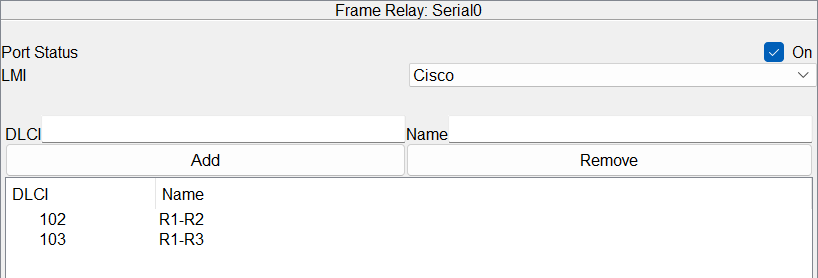 Frame Relay: Serial0
Port Status On
LMI Cisco
DLCI Name
Add Remove
DLCI Name
102 R1-R2
103 R1-R3